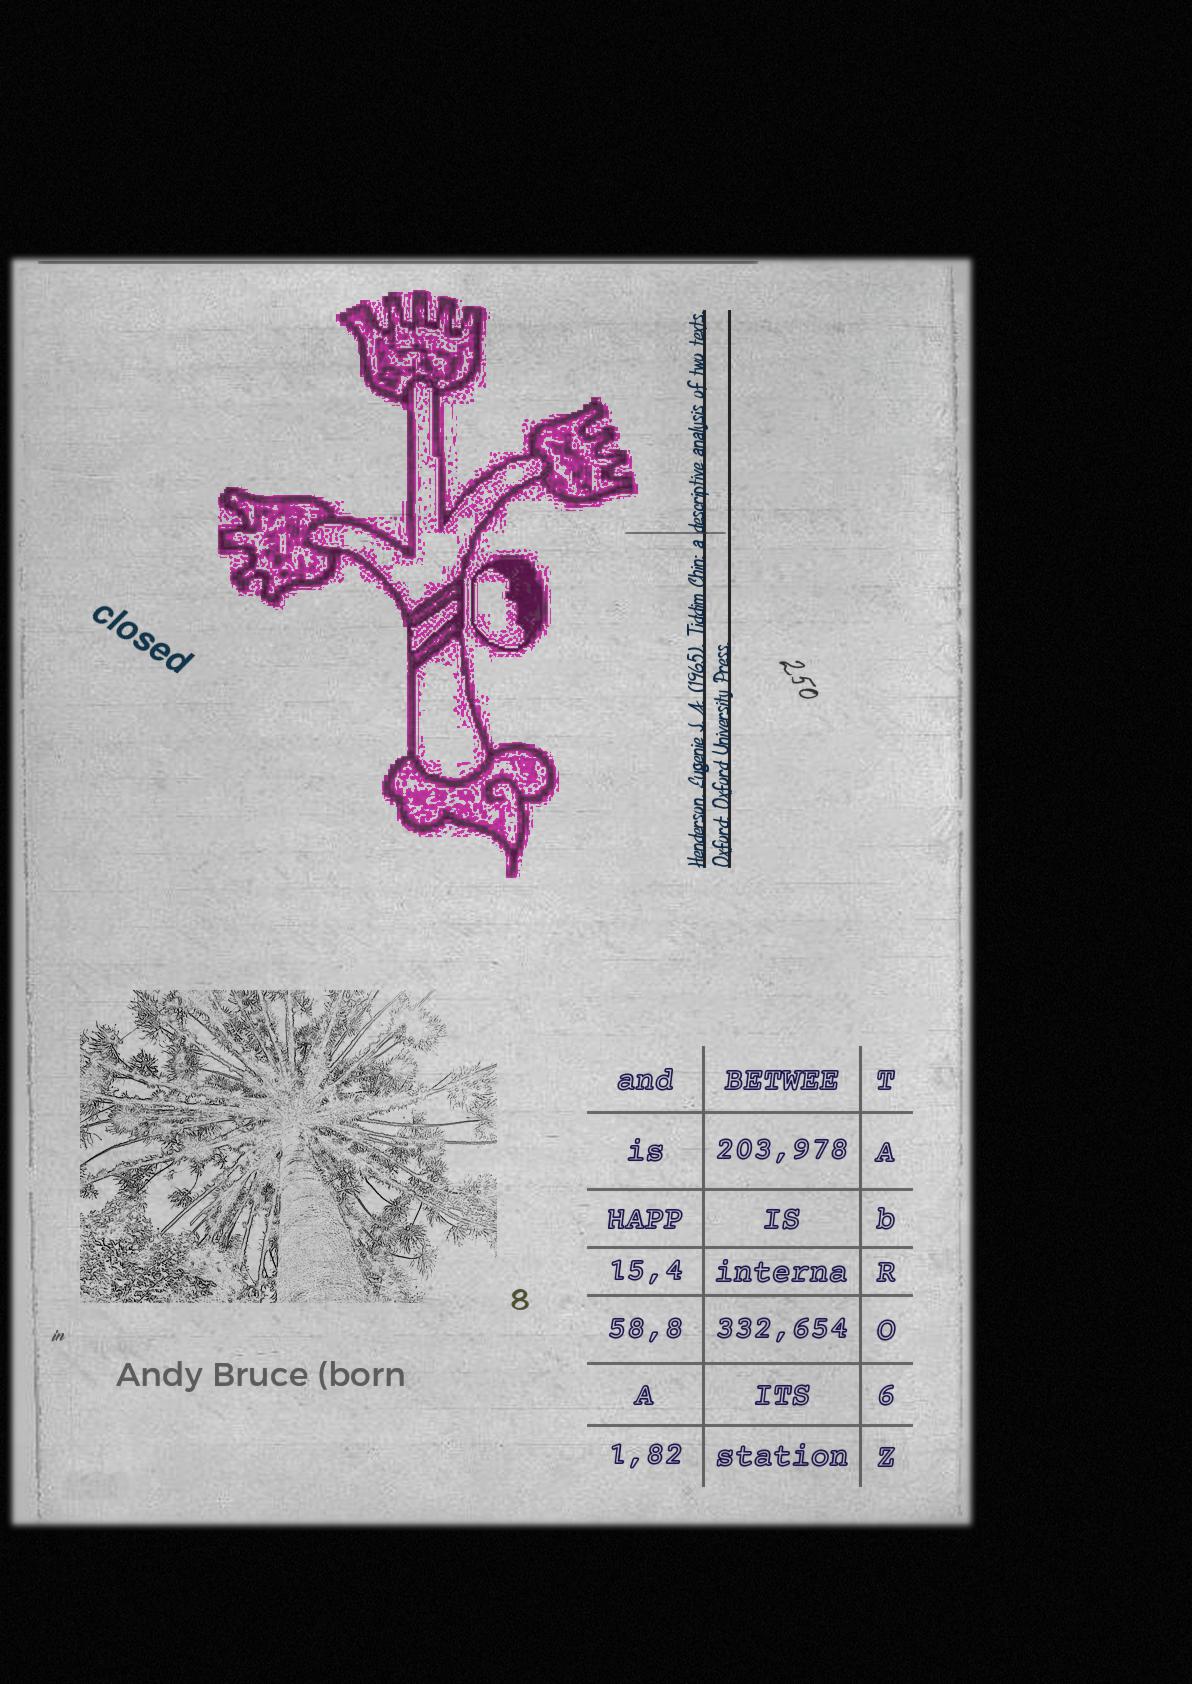 Henderson, Eugenie J. A. (1965). Tiddim Chin: a descriptive analysis of two texts.
Oxford: Oxford University Press.
closed
250
and BETWEE T
is 203,978 A
HAPP IS b
15,4 interna R
58,8 332,654 O
A ITS 6
1,82 station Z
8
in
Andy Bruce (born